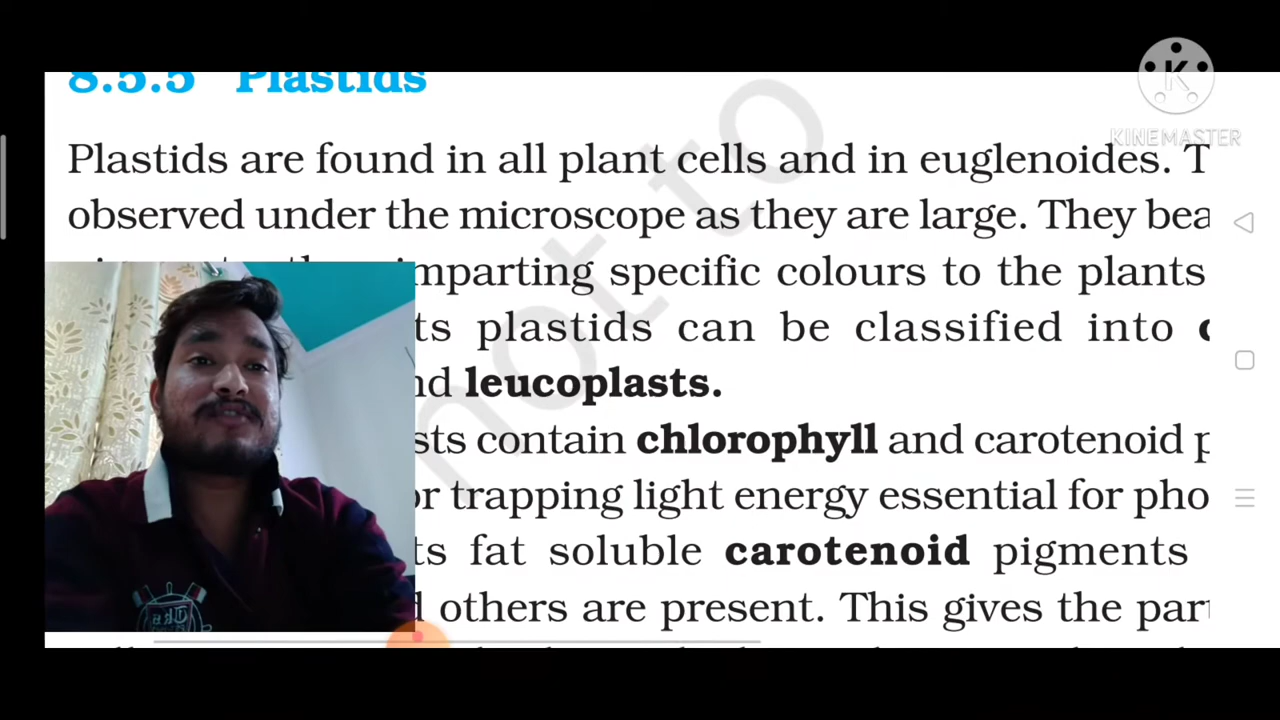 8.5.5 Plastids
KINEMASTER
Plastids are found in all plant cells and in euglenoides. T
observed under the microscope as they are large. They bea
imparting specific colours to the plants
ts plastids can be classified into c
nd leucoplasts.
sts contain chlorophyll and carotenoid p
or trapping light energy essential for pho
ts fat soluble carotenoid pigments
d others are present. This gives the par
not to